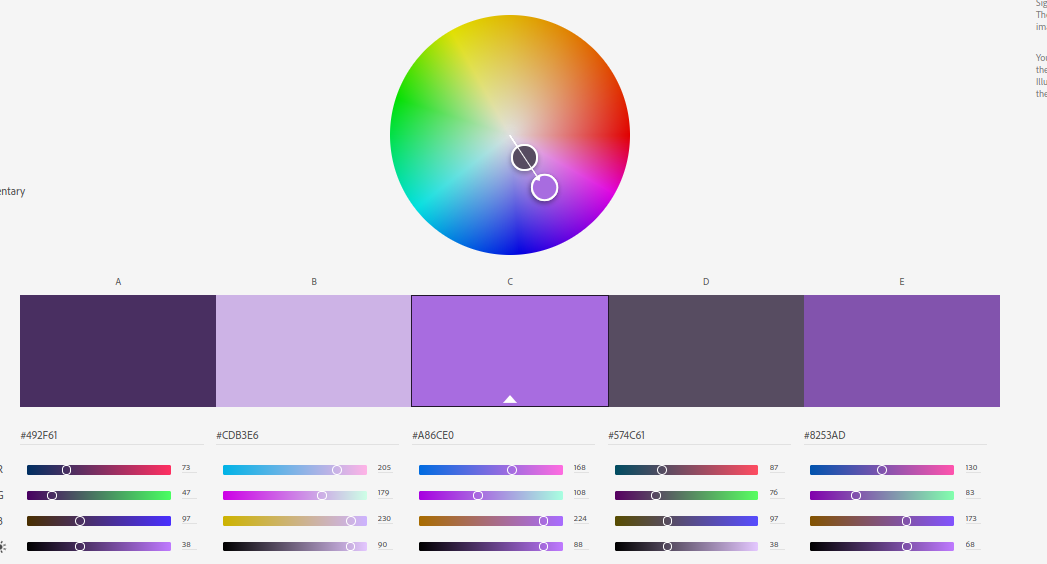 Sig
The
ima
You
the
Illu
the
entary
A B C D E
#492F61 #CDB3E6 #A86CE0 #574C61 #8253AD
R 73 205 168 87 130
G 47 179 108 76 83
B 97 230 224 97 173
38 90 88 38 68